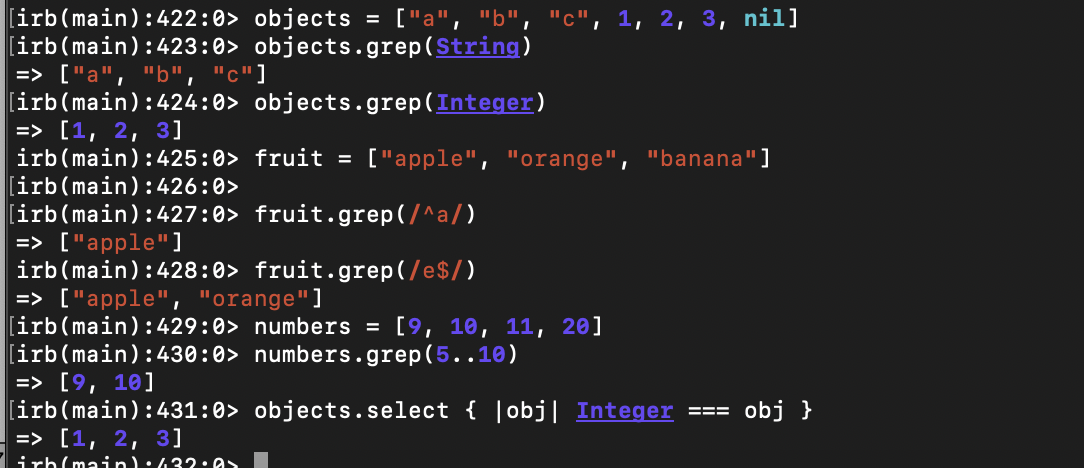 [irb(main):422:0> objects = ["a", "b", "c", 1, 2, 3, nil]
[irb(main):423:0> objects.grep(String)
=> ["a", "b", "c"]
[irb(main):424:0> objects.grep(Integer)
=> [1, 2, 3]
irb(main):425:0> fruit = ["apple", "orange", "banana"]
[irb(main):426:0>
[irb(main):427:0> fruit.grep(/^a/)
=> ["apple"]
irb(main):428:0> fruit.grep(/e$/)
=> ["apple", "orange"]
[irb(main):429:0> numbers = [9, 10, 11, 20]
[irb(main):430:0> numbers.grep(5..10)
=> [9, 10]
[irb(main):431:0> objects.select { |obj| Integer === obj }
=> [1, 2, 3]
irb(main):432:0>